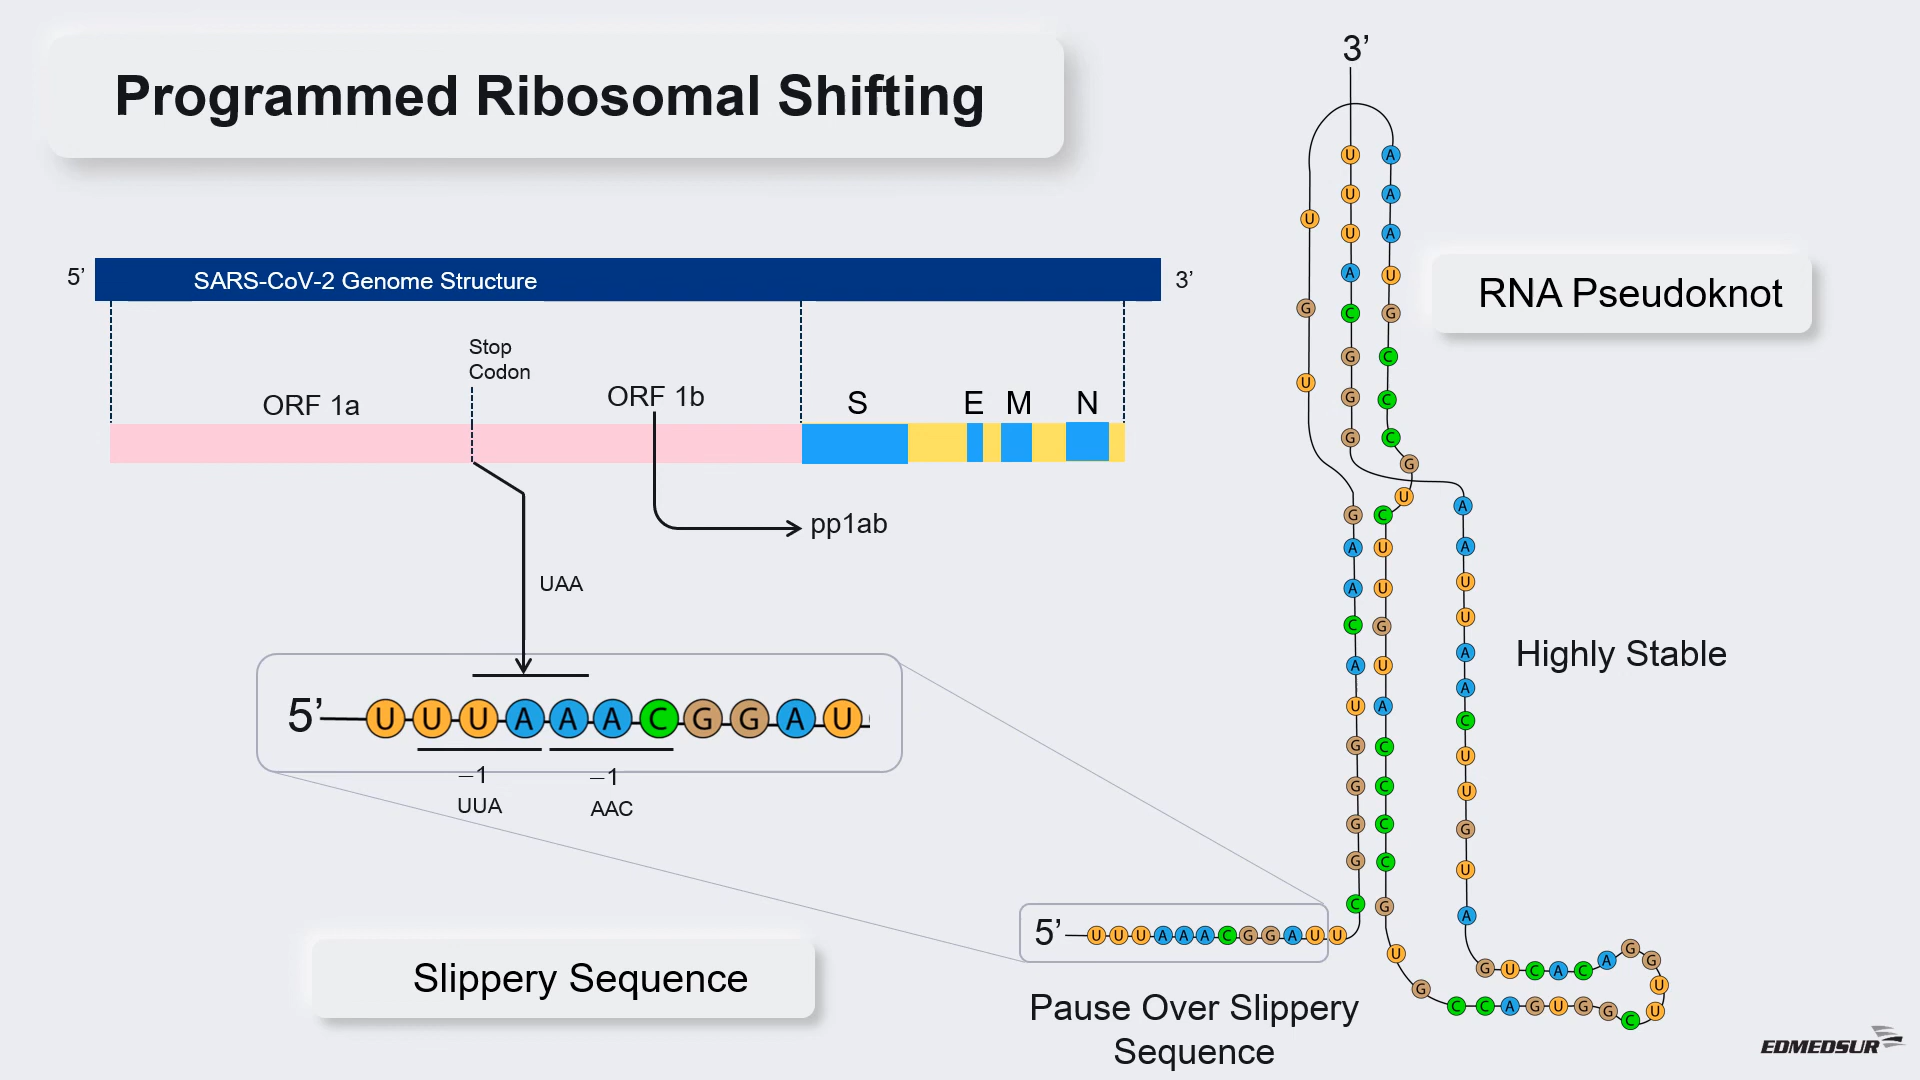 Programmed Ribosomal Shifting
5’ SARS-CoV-2 Genome Structure 3’
Stop
Codon
ORF 1a
ORF 1b
S E M N
pp1ab
UAA
5’ U U U A A A C G G A U
–1 –1
UUA AAC
Slippery Sequence
3’
U U U A C G G G
A A A U G C C C G U
U G U
RNA Pseudoknot
G A A C A U G G G G C
C U U G U A C C C C G U G
A A U U A A C U U G U A
Highly Stable
5’ U U U A A A C G G A U U
G U C A C A G G U U
C C A G U G G C
Pause Over Slippery
Sequence
EDMEDSUR